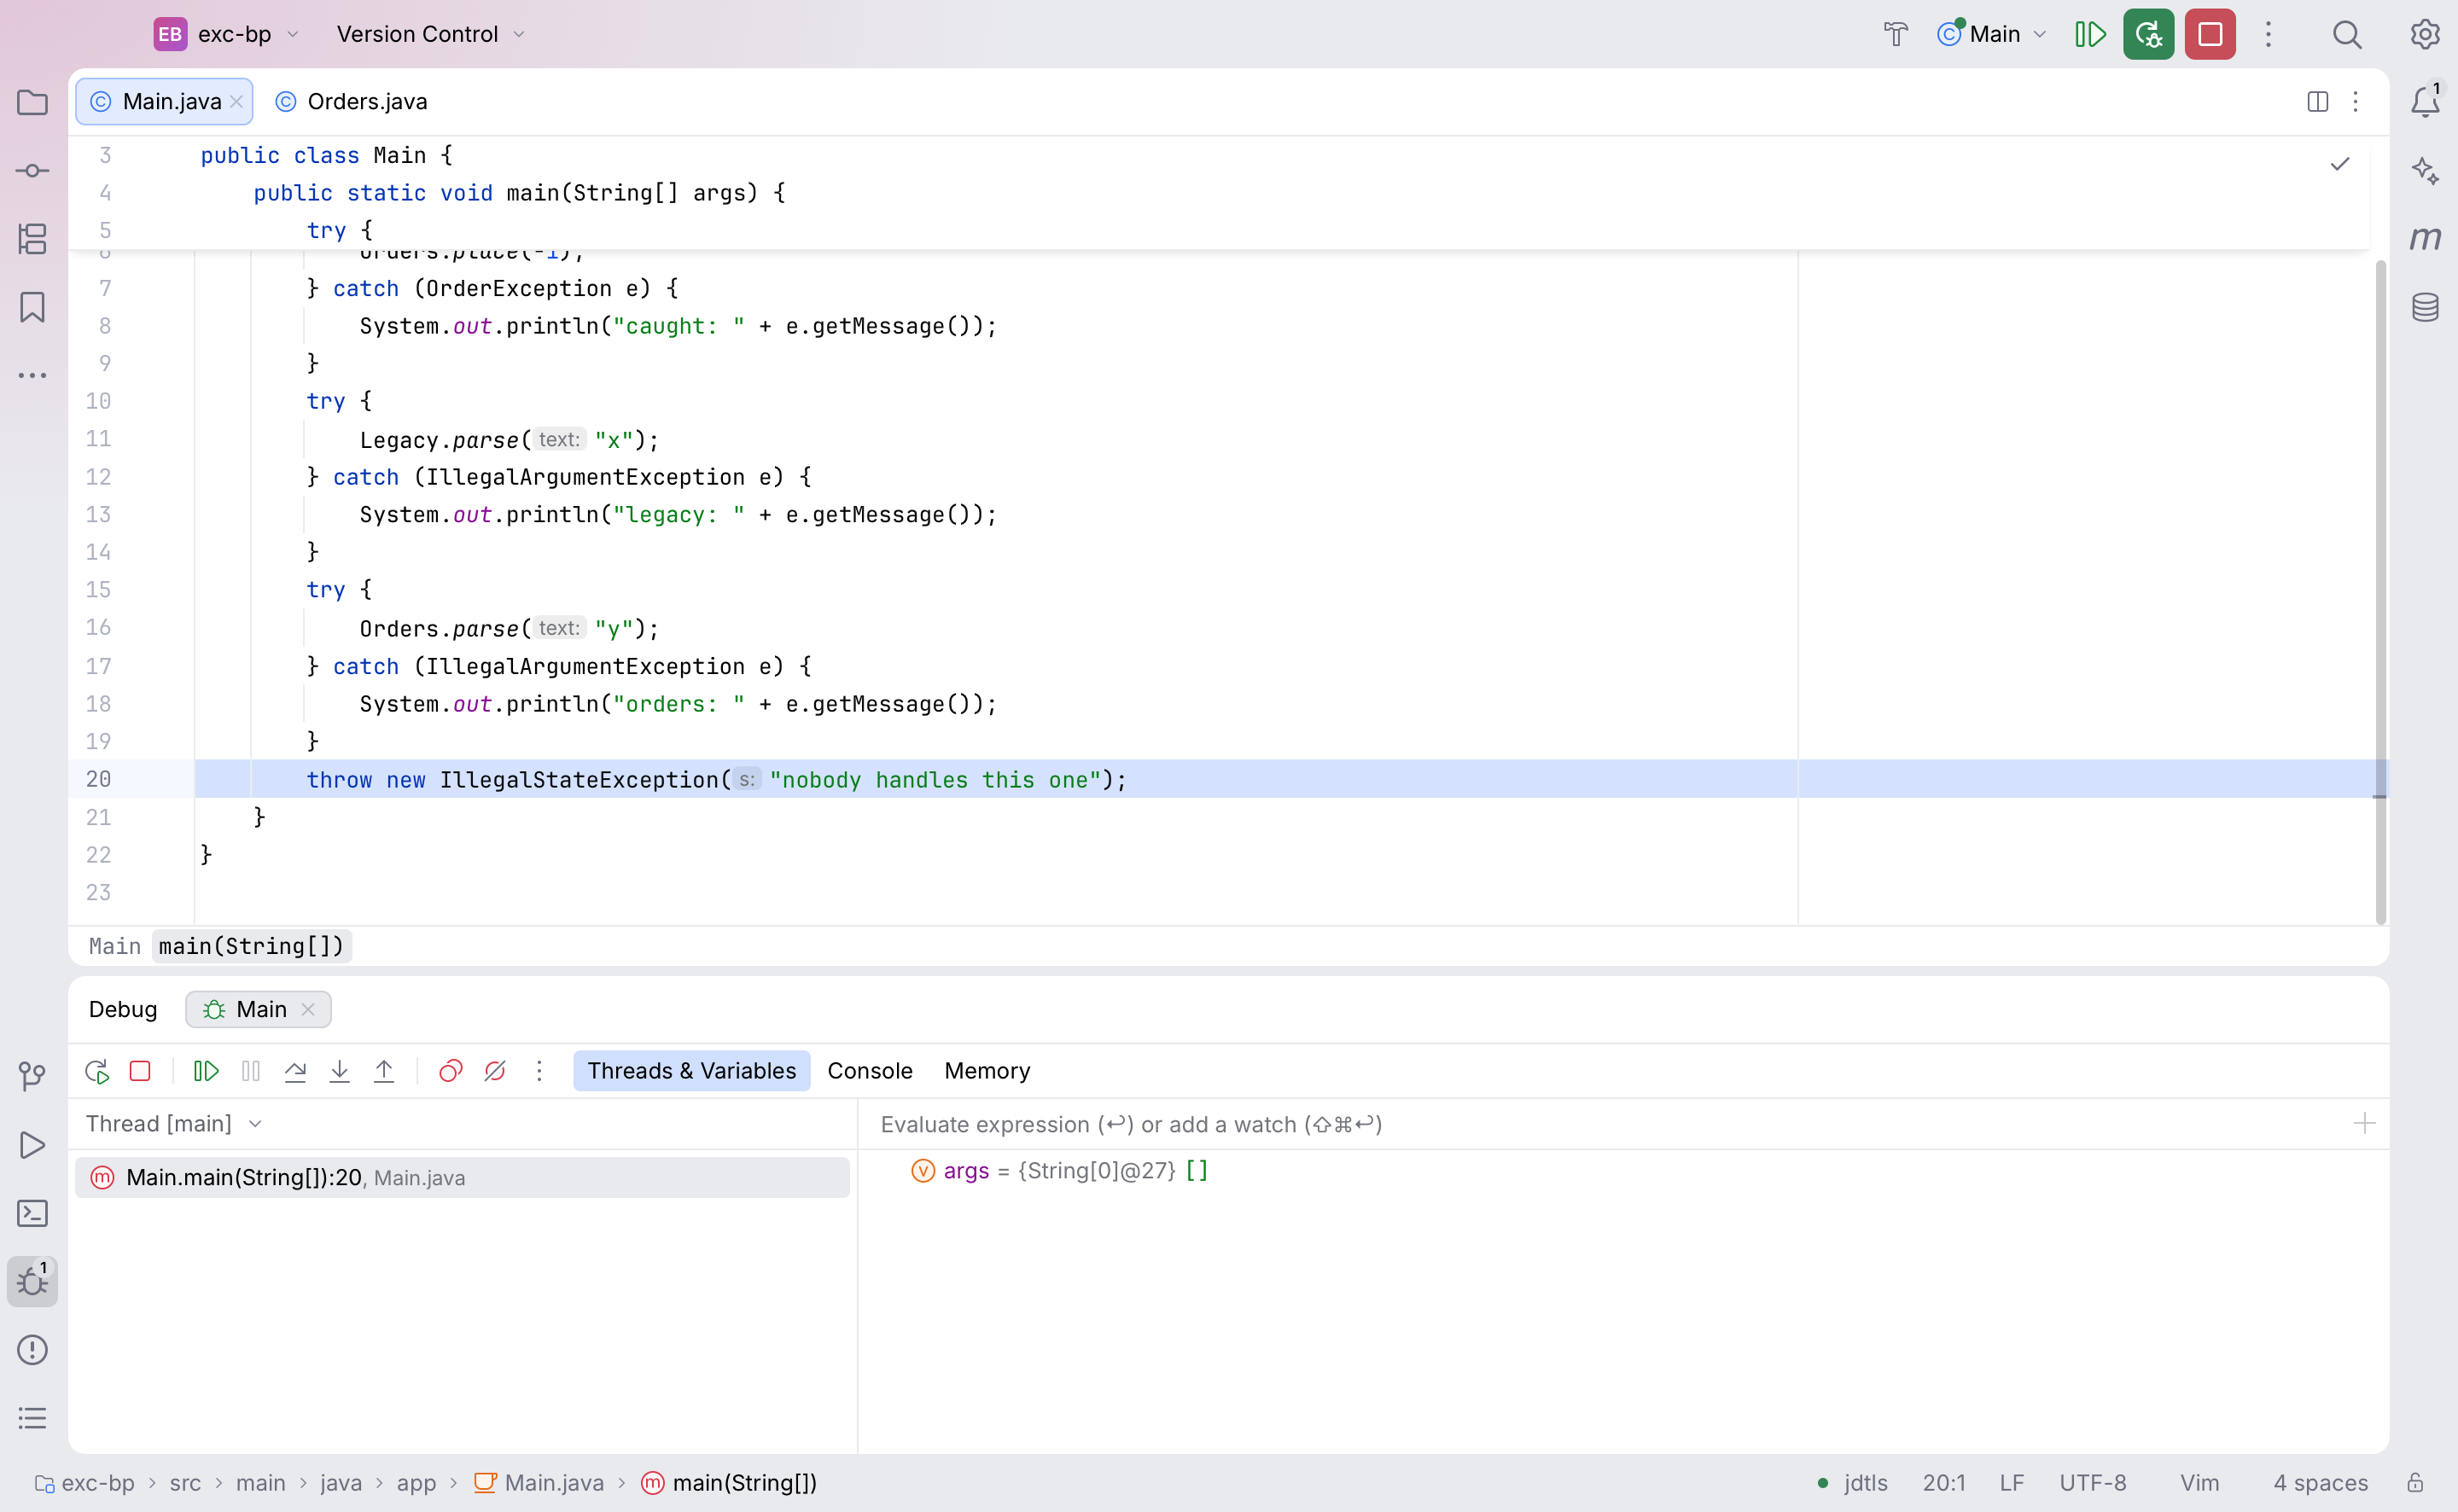 EB exc-bp Version Control Main
Main.java Orders.java
1
3 public class Main {
4 public static void main(String[] args) {
5 try {
6 Orders.place(-1);
7 } catch (OrderException e) {
8 System.out.println("caught: " + e.getMessage());
9 }
10 try {
11 Legacy.parse( text: "x");
12 } catch (IllegalArgumentException e) {
13 System.out.println("legacy: " + e.getMessage());
14 }
15 try {
16 Orders.parse( text: "y");
17 } catch (IllegalArgumentException e) {
18 System.out.println("orders: " + e.getMessage());
19 }
20 throw new IllegalStateException( s: "nobody handles this one");
21 }
22 }
23
Main main(String[])
Debug Main
Threads & Variables Console Memory
Thread [main] Evaluate expression (↩) or add a watch (⇧⌘↩)
Main.main(String[]):20, Main.java
args = {String[0]@27} []
1
exc-bp › src › main › java › app › Main.java › main(String[])
jdtls 20:1 LF UTF-8 Vim 4 spaces